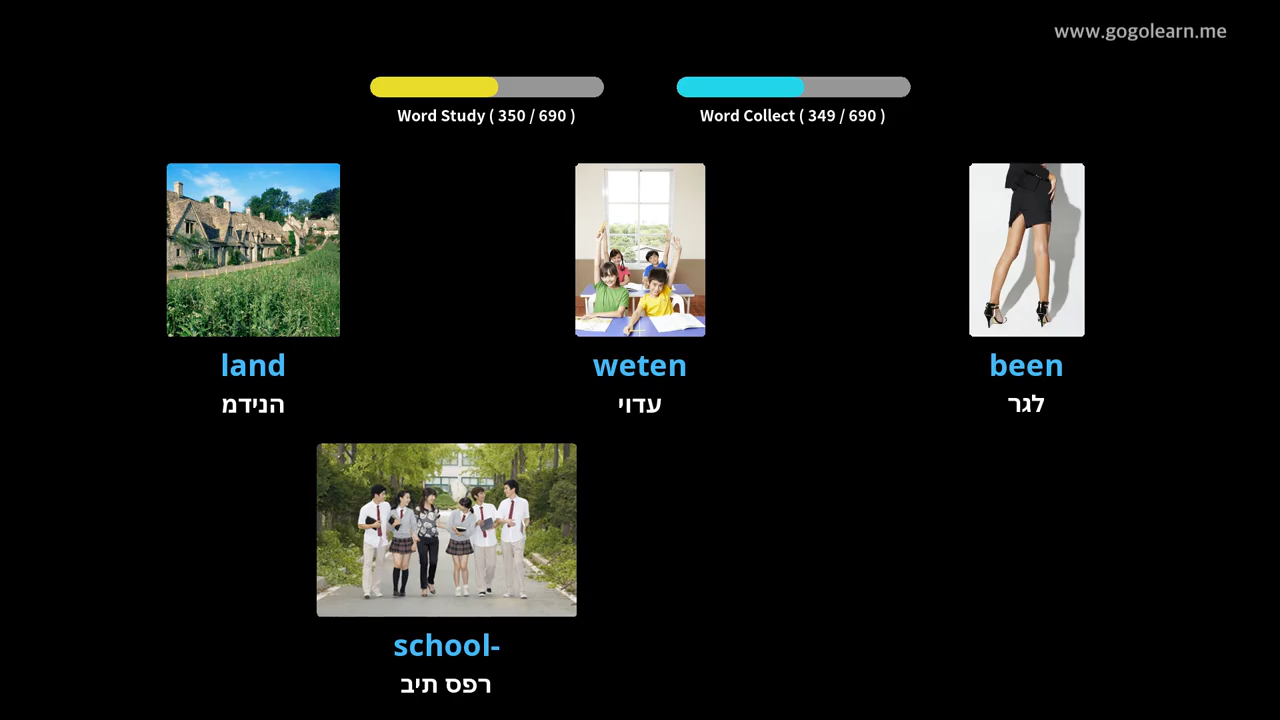 www.gogolearn.me
Word Study ( 350 / 690 )
Word Collect ( 349 / 690 )
land
הנידמ
weten
עדוי
been
לגר
school-
רפס תיב